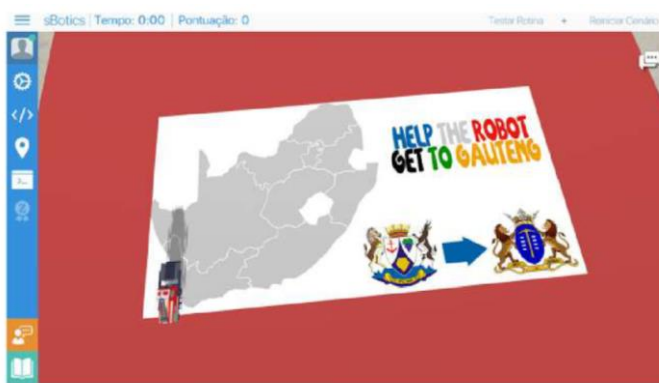 sBotics Tempo: 0:00 Pontuação: 0
Testar Rotina + Reiniciar Cenário
HELP THE ROBOT
GET TO GAUTENG